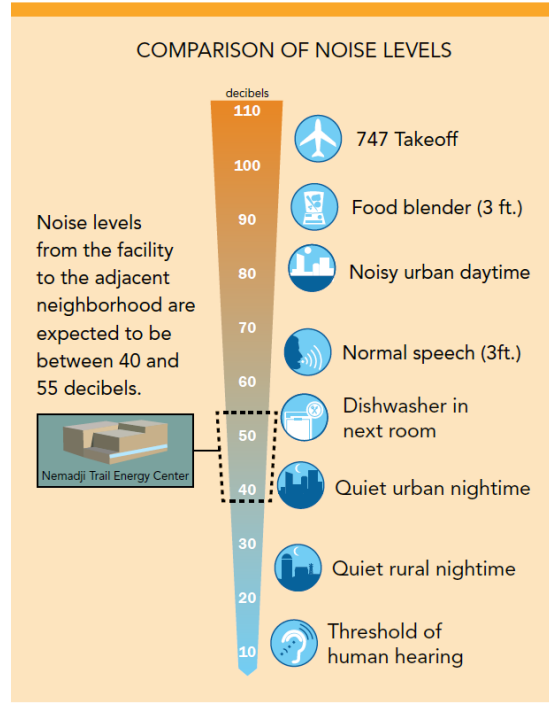 COMPARISON OF NOISE LEVELS
decibels
110
747 Takeoff
100
Food blender (3 ft.)
90
Noise levels
from the facility
to the adjacent
neighborhood are
expected to be
between 40 and
55 decibels.
80
Noisy urban daytime
70
Normal speech (3ft.)
60
Dishwasher in
next room
50
Nemadji Trail Energy Center
40
Quiet urban nightime
30
Quiet rural nightime
20
Threshold of
human hearing
10